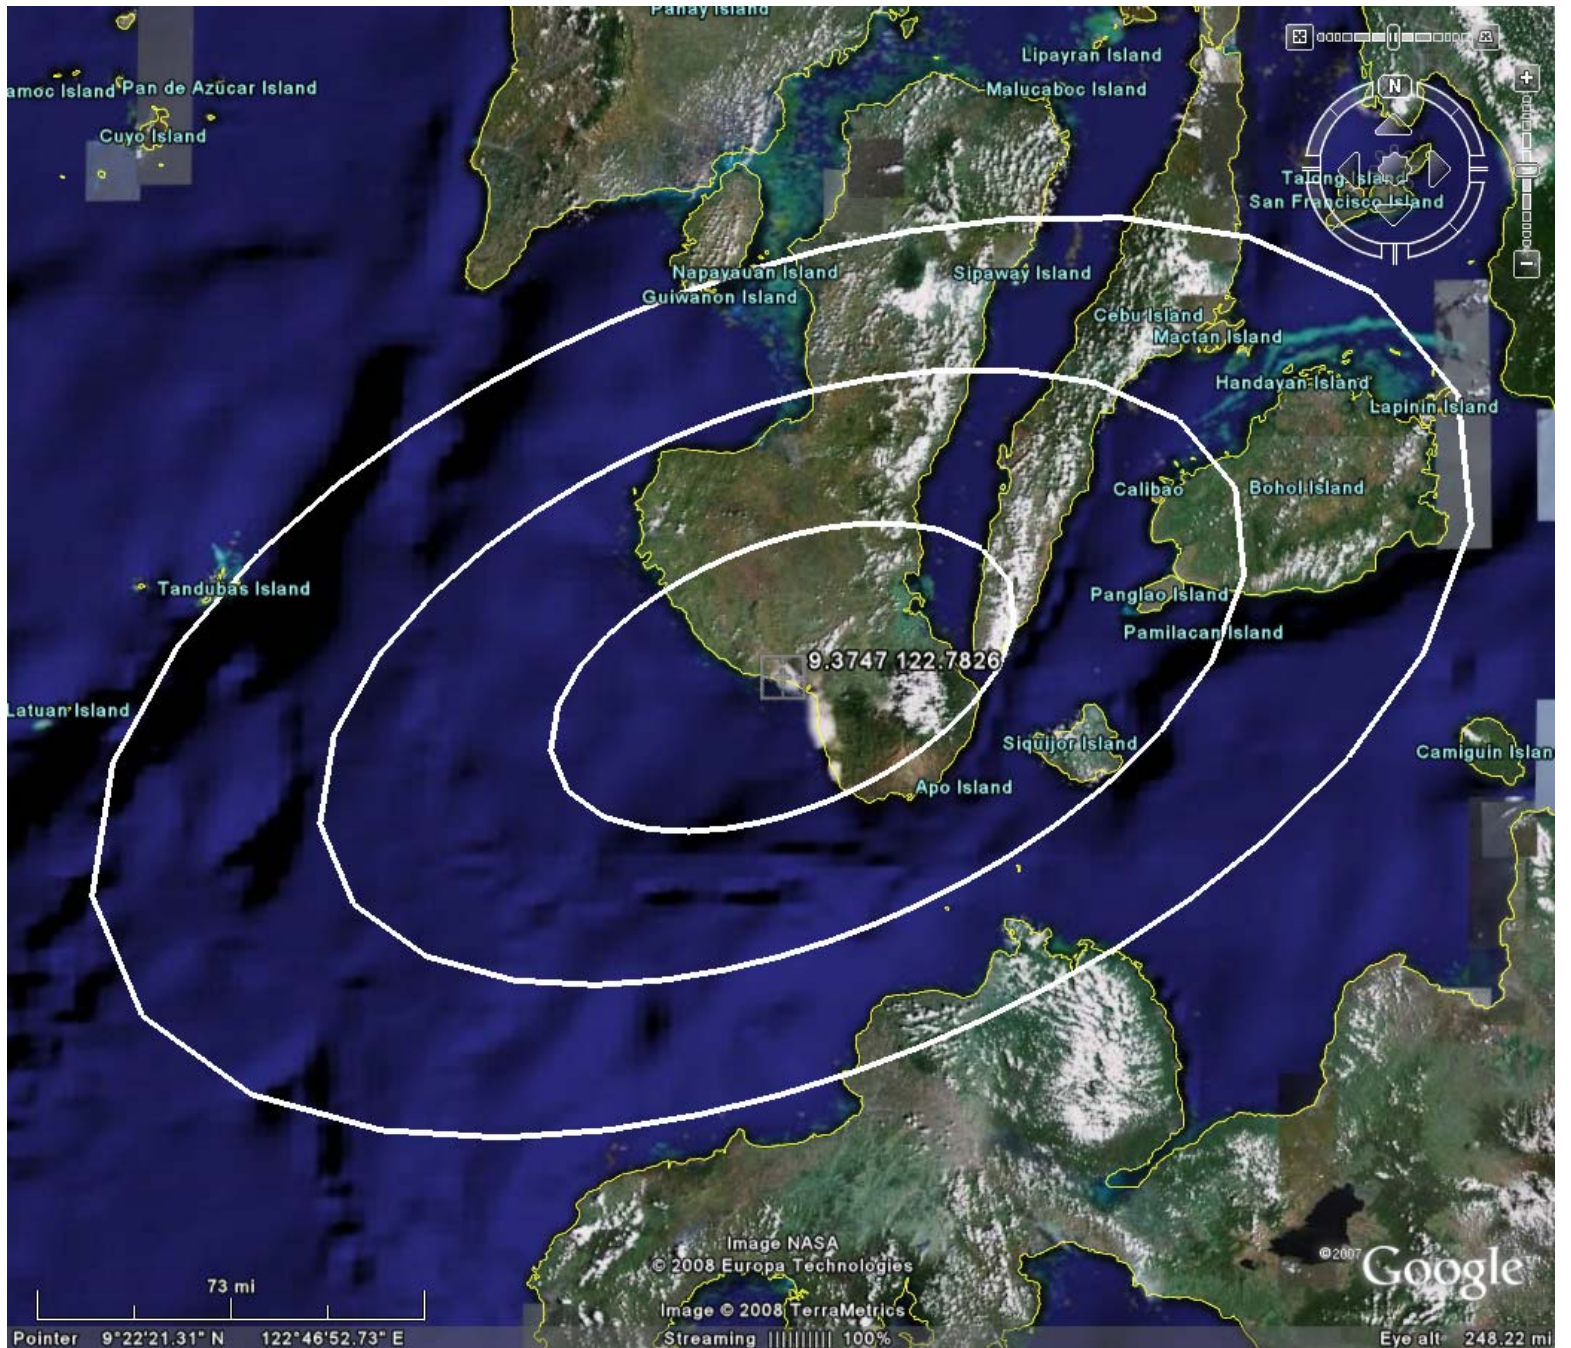 Panay Island
Lipayran Island
amoc Island
Pan de Azúcar Island
Malucaboc Island
N
Cuyo Island
Talong Island
San Francisco Island
Napayauan Island
Sipaway Island
Guiwanon Island
Cebu Island
Mactan Island
Handayan Island
Lapinin Island
Calibao
Bohol Island
Tandubas Island
Panglao Island
Pamilacan Island
9.3747 122.7826
Latuan Island
Siquijor Island
Camiguin Islan
Apo Island
Image NASA
© 2008 Europa Technologies
©2007 Google
73 mi
Image © 2008 TerraMetrics
Pointer 9°22'21.31" N 122°46'52.73" E Streaming |||||||||| 100% Eye alt 248.22 mi